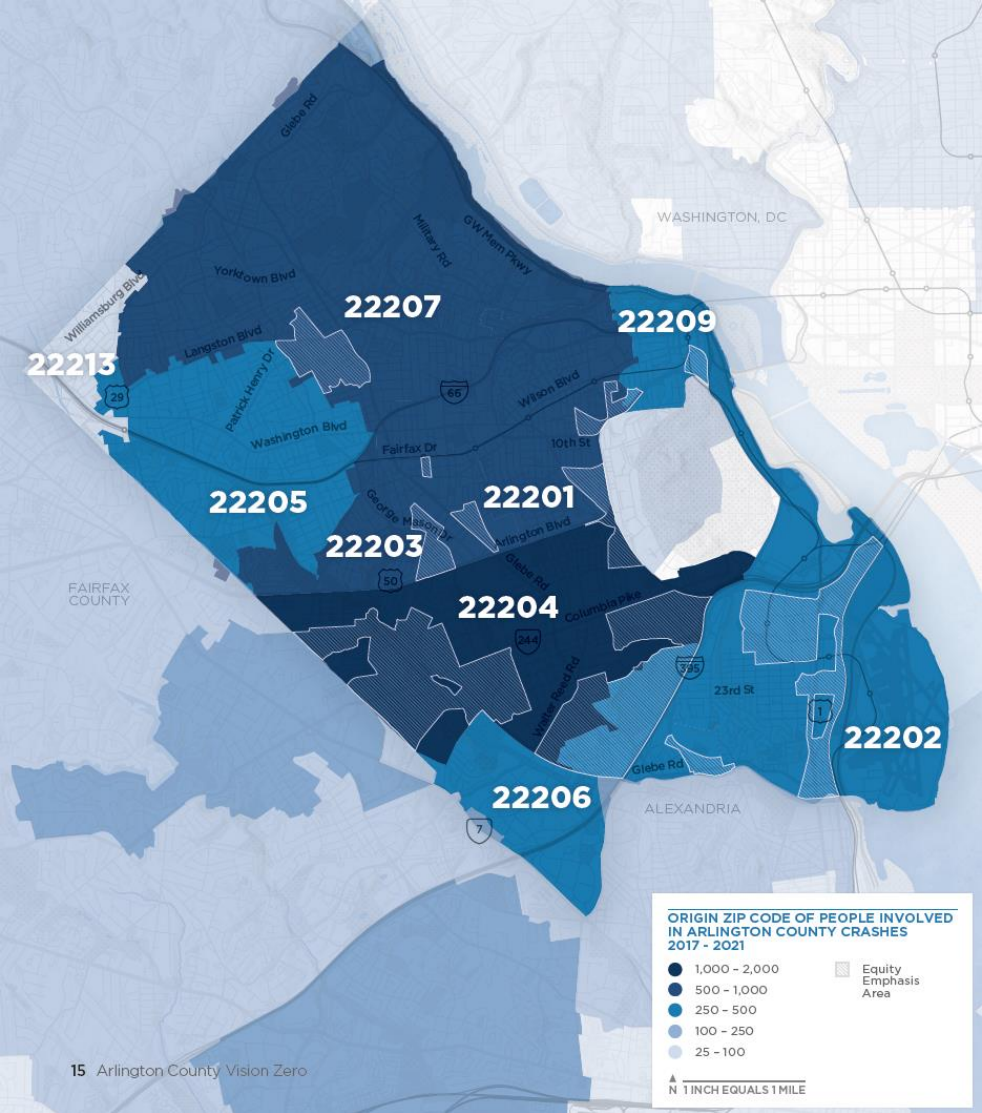 Glebe Rd
WASHINGTON, DC
Military Rd
GW Mem Pkwy
Yorktown Blvd
Williamsburg Blvd
22207
22209
Langston Blvd
22213
Patrick Henry Dr
29
66
Wilson Blvd
Washington Blvd
Fairfax Dr
10th St
22205
22201
George Mason Dr
Arlington Blvd
22203
Glebe Rd
50
FAIRFAX
COUNTY
22204
Columbia Pike
244
395
Walter Reed Rd
23rd St
1
22202
Glebe Rd
22206
ALEXANDRIA
7
ORIGIN ZIP CODE OF PEOPLE INVOLVED
IN ARLINGTON COUNTY CRASHES
2017 - 2021
1,000 – 2,000
500 – 1,000
250 – 500
100 – 250
25 – 100
Equity
Emphasis
Area
N 1 INCH EQUALS 1 MILE
15 Arlington County Vision Zero